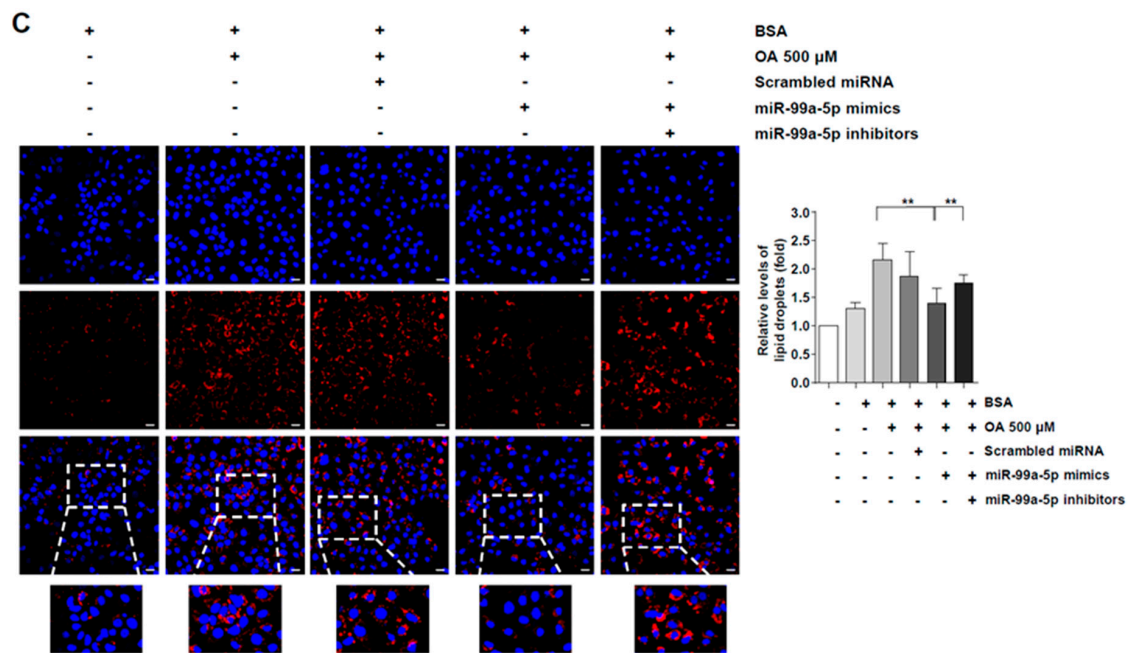 C
+ + + + + BSA
- + + + + OA 500 µM
- - + - - Scrambled miRNA
- - - + + miR-99a-5p mimics
- - - - + miR-99a-5p inhibitors
** **
Relative levels of
lipid droplets (fold)
3.0
2.5
2.0
1.5
1.0
0.5
0.0
- + + + + + BSA
- - + + + + OA 500 µM
- - - + - - Scrambled miRNA
- - - - + + miR-99a-5p mimics
- - - - - + miR-99a-5p inhibitors